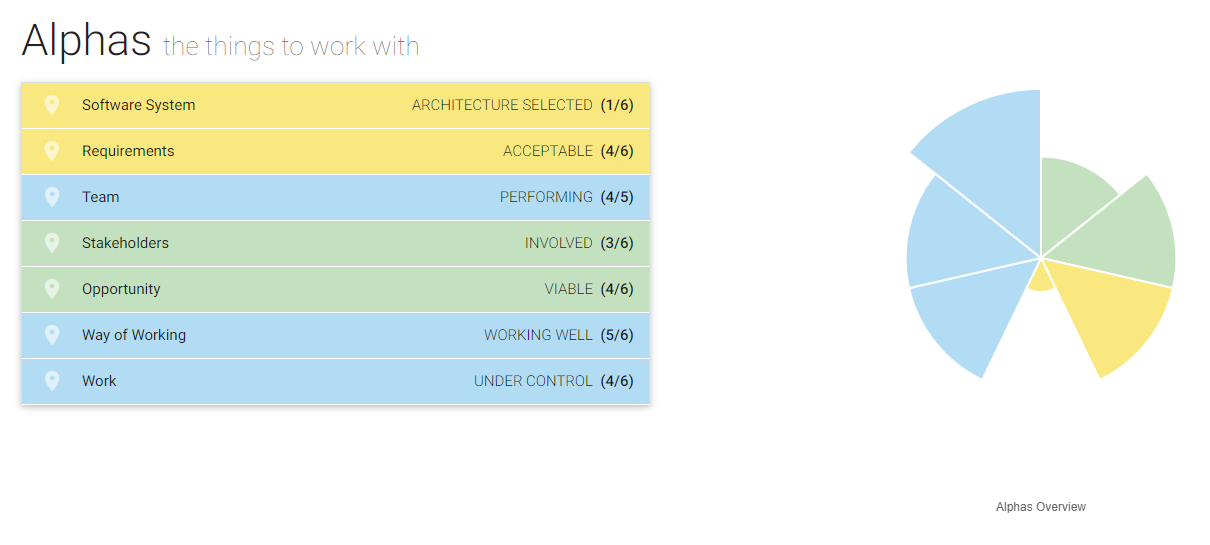 Alphas the things to work with
Software System ARCHITECTURE SELECTED (1/6)
Requirements ACCEPTABLE (4/6)
Team PERFORMING (4/5)
Stakeholders INVOLVED (3/6)
Opportunity VIABLE (4/6)
Way of Working WORKING WELL (5/6)
Work UNDER CONTROL (4/6)
Alphas Overview